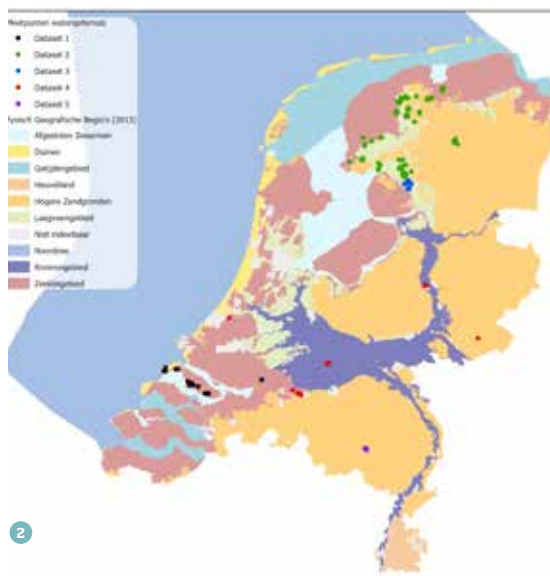 Meetpunten waterspitsmuis
Dataset 1
Dataset 2
Dataset 3
Dataset 4
Dataset 5
Fysisch Geografische Regio's (2013)
Afgesloten Zeearmen
Duinen
Getijdengebied
Heuvelland
Hogere Zandgronden
Laagveengebied
Niet indeelbaar
Noordzee
Rivierengebied
Zeekleigebied
2